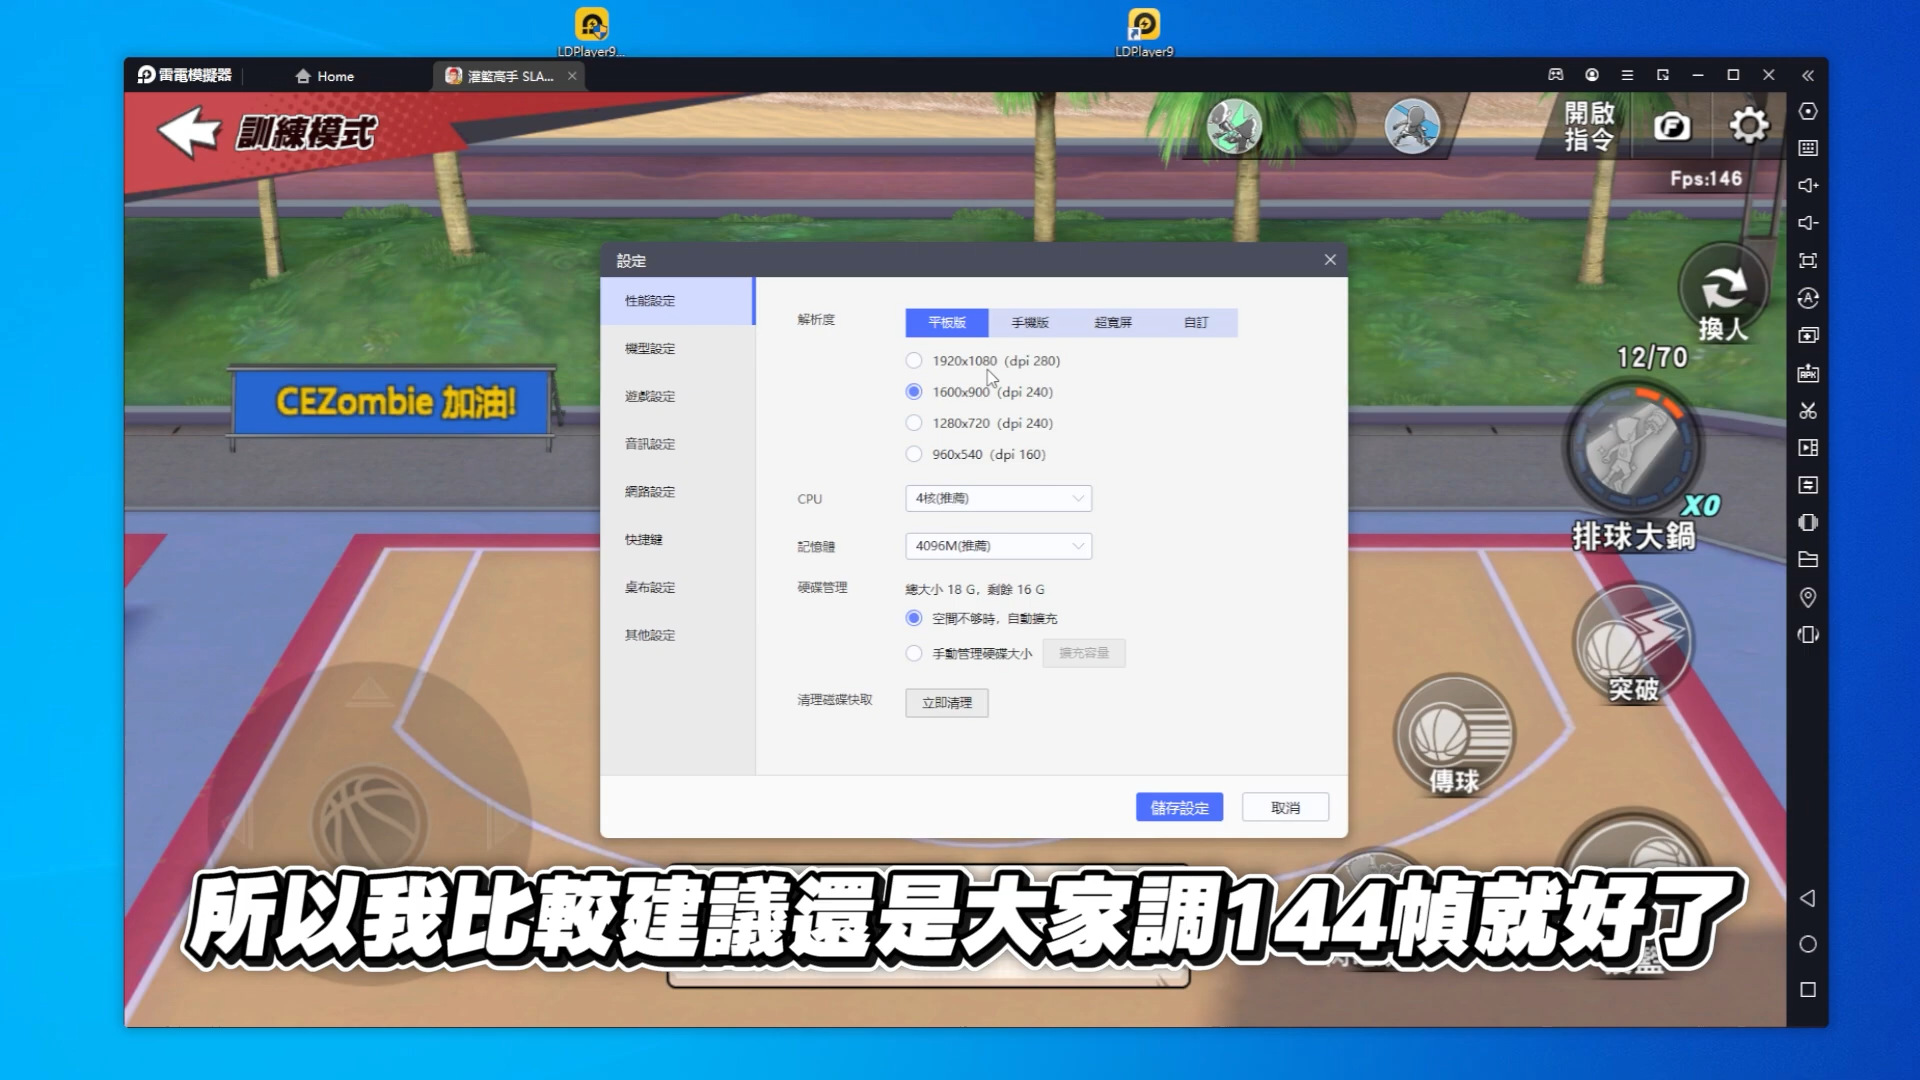 LDPlayer9...
LDPlayer9
雷電模擬器
Home
灌籃高手 SLA...
訓練模式
開啟
指令
Fps:146
換人
12/70
CEZombie 加油!
X0
排球大鍋
突破
傳球
設定
性能設定
機型設定
遊戲設定
音訊設定
網路設定
快捷鍵
桌布設定
其他設定
解析度
平板版
手機版
超寬屏
自訂
1920x1080 (dpi 280)
1600x900 (dpi 240)
1280x720 (dpi 240)
960x540 (dpi 160)
CPU
4核(推薦)
記憶體
4096M(推薦)
硬碟管理
總大小 18 G，剩餘 16 G
空間不夠時，自動擴充
手動管理硬碟大小
擴充容量
清理磁碟快取
立即清理
儲存設定
取消
所以我比較建議還是大家調144幀就好了